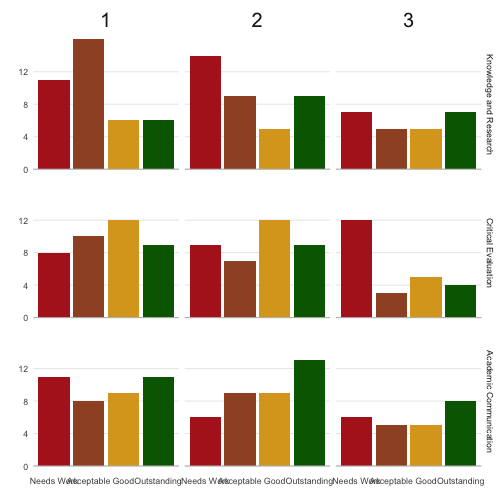 1 2 3
12
8
4
0
Knowledge and Research
12
8
4
0
Critical Evaluation
12
8
4
0
Academic Communication
Needs Work Acceptable Good Outstanding Needs Work Acceptable Good Outstanding Needs Work Acceptable Good Outstanding